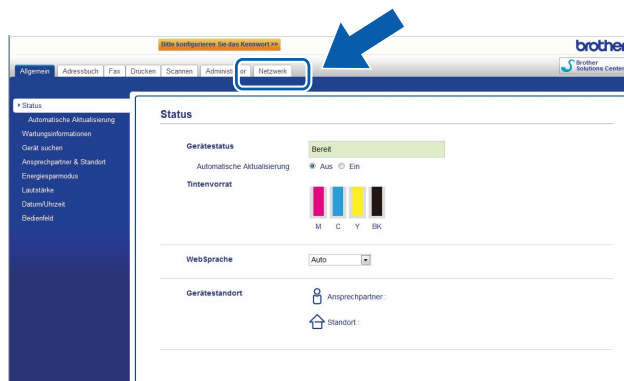 Bitte konfigurieren Sie das Kennwort >>
brother
Allgemein Adressbuch Fax Drucken Scannen Netzwerk
Brother Solutions Center
Status
Automatische Aktualisierung
Wartungsinformationen
Gerät suchen
Ansprechpartner & Standort
Energiesparmodus
Lautstärke
Datum/Uhrzeit
Bedienfeld
Status
Gerätestatus Bereit
Automatische Aktualisierung Aus Ein
Tintenvorrat
M C Y BK
WebSprache Auto
Gerätestandort Ansprechpartner :
Standort :